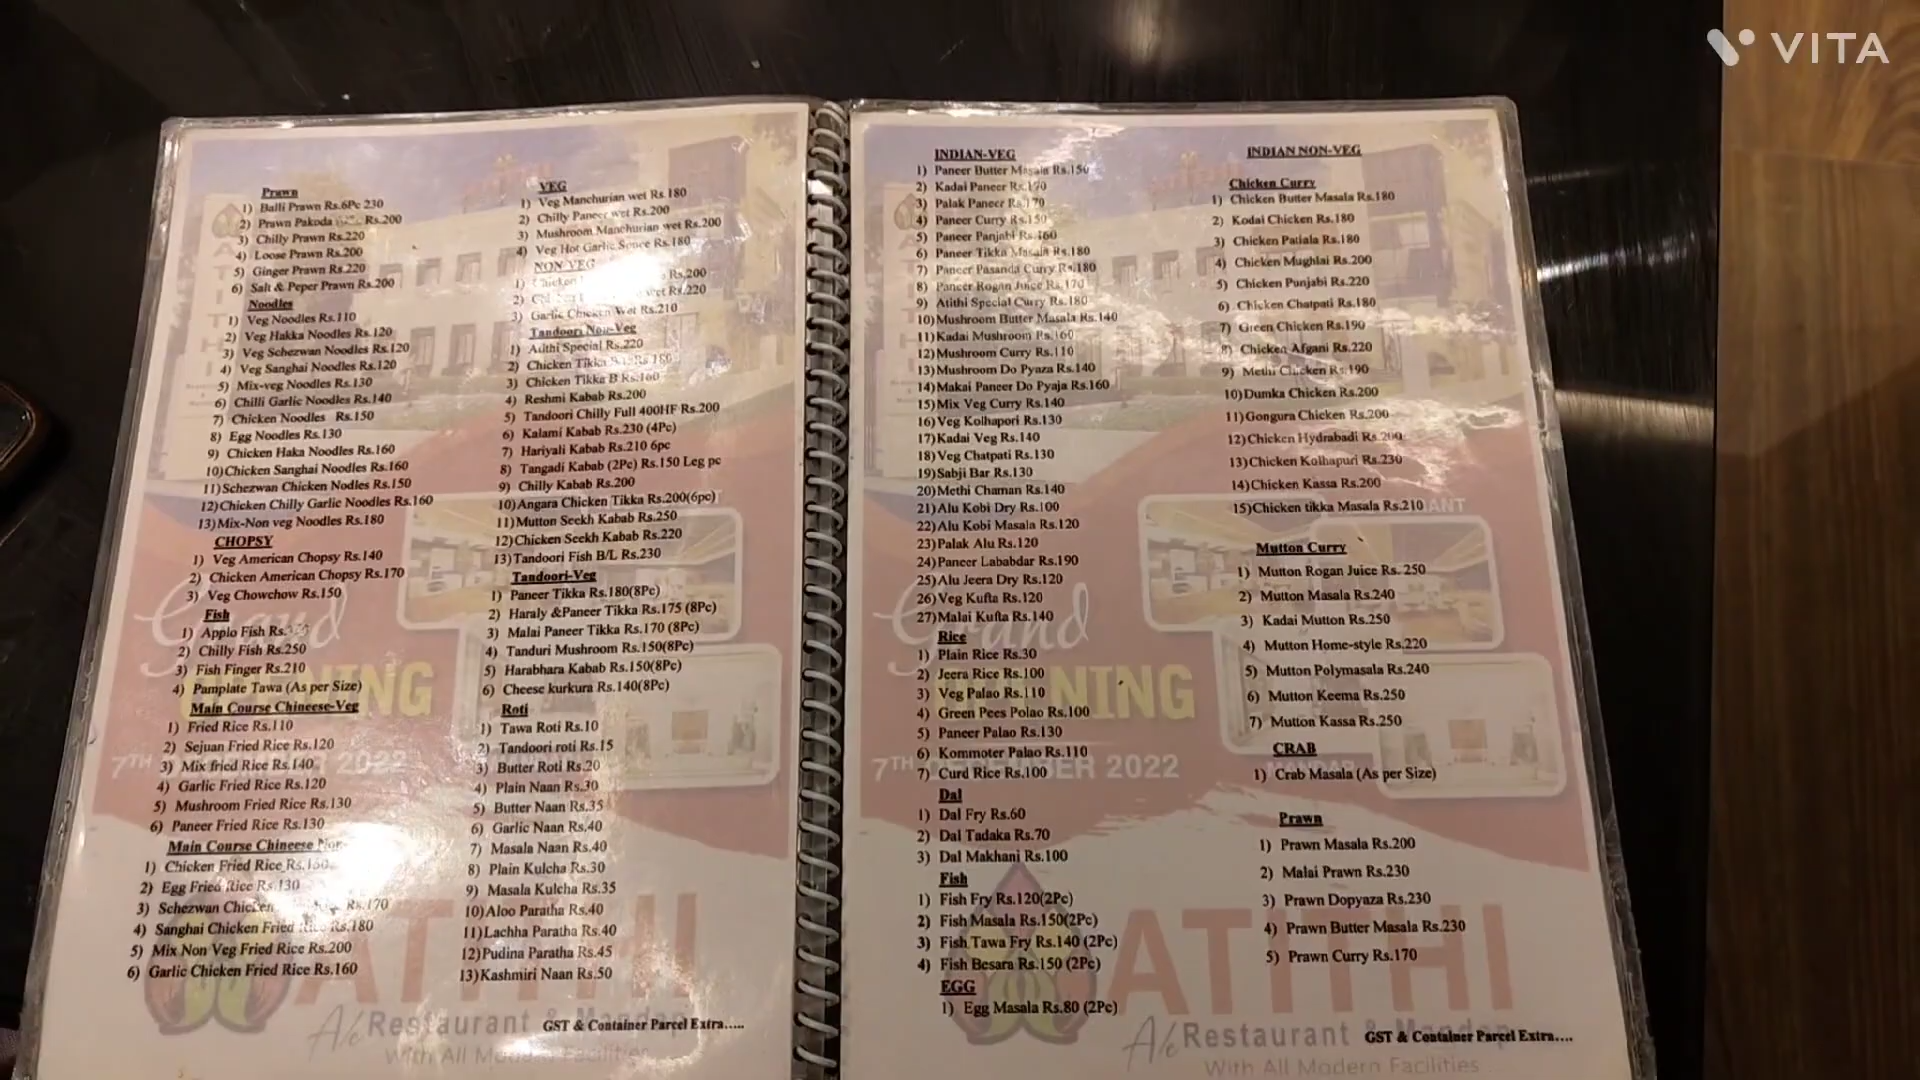 VITA
Prawn
1) Balli Prawn Rs.6Pc 230
2) Prawn Pakoda Rs.200
3) Chilly Prawn Rs.220
4) Loose Prawn Rs.200
5) Ginger Prawn Rs.220
6) Salt & Peper Prawn Rs.200
Noodles
1) Veg Noodles Rs.110
2) Veg Hakka Noodles Rs.120
3) Veg Schezwan Noodles Rs.120
4) Veg Sanghai Noodles Rs.120
5) Mix-veg Noodles Rs.130
6) Chilli Garlic Noodles Rs.140
7) Chicken Noodles Rs.150
8) Egg Noodles Rs.130
9) Chicken Haka Noodles Rs.160
10)Chicken Sanghai Noodles Rs.160
11)Schezwan Chicken Nodles Rs.150
12)Chicken Chilly Garlic Noodles Rs.160
13)Mix-Non veg Noodles Rs.180
CHOPSY
1) Veg American Chopsy Rs.140
2) Chicken American Chopsy Rs.170
3) Veg Chowchow Rs.150
Fish
1) Applo Fish
2) Chilly Fish Rs.250
3) Fish Finger Rs.210
4) Pamplate Tawa (As per Size)
Main Course Chineese-Veg
1) Fried Rice Rs.110
2) Sejuan Fried Rice Rs.120
3) Mix fried Rice Rs.140
4) Garlic Fried Rice Rs.120
5) Mushroom Fried Rice Rs.130
6) Paneer Fried Rice Rs.130
Main Course Chineese
1) Chicken Fried Rice
2) Egg Fried Rice Rs.130
3) Schezwan Chicken Rs.170
4) Sanghai Chicken Fried Rice Rs.180
5) Mix Non Veg Fried Rice Rs.200
6) Garlic Chicken Fried Rice Rs.160
VEG
1) Veg Manchurian wet Rs.180
2) Chilly Paneer wet Rs.200
3) Mushroom Manchurian wet Rs.200
4) Veg Hot Garlic Souce Rs.180
NON VEG
1) Chicken Rs.200
2) wet Rs.220
3) Garlic Chicken Wet Rs.210
Tandoori Non-Veg
1) Atithi Special Rs.220
2) Chicken Tikka
3) Chicken Tikka B Rs.160
4) Reshmi Kabab Rs.200
5) Tandoori Chilly Full 400HF Rs.200
6) Kalami Kabab Rs.230 (4Pc)
7) Hariyali Kabab Rs.210 6pc
8) Tangadi Kabab (2Pc) Rs.150 Leg pc
9) Chilly Kabab Rs.200
10)Angara Chicken Tikka Rs.200(6pc)
11)Mutton Seekh Kabab Rs.250
12)Chicken Seekh Kabab Rs.220
13)Tandoori Fish B/L Rs.230
Tandoori-Veg
1) Paneer Tikka Rs.180(8Pc)
2) Haraly &Paneer Tikka Rs.175 (8Pc)
3) Malai Paneer Tikka Rs.170 (8Pc)
4) Tanduri Mushroom Rs.150(8Pc)
5) Harabhara Kabab Rs.150(8Pc)
6) Cheese kurkura Rs.140(8Pc)
Roti
1) Tawa Roti Rs.10
2) Tandoori roti Rs.15
3) Butter Roti Rs.20
4) Plain Naan Rs.30
5) Butter Naan Rs.35
6) Garlic Naan Rs.40
7) Masala Naan Rs.40
8) Plain Kulcha Rs.30
9) Masala Kulcha Rs.35
10)Aloo Paratha Rs.40
11)Lachha Paratha Rs.40
12)Pudina Paratha Rs.45
13)Kashmiri Naan Rs.50
Grand
7TH 2022
ATITHI
A/c Restaurant &
With All Modern Facilities
GST & Container Parcel Extra.....
INDIAN-VEG
1) Paneer Butter Masala Rs.150
2) Kadai Paneer Rs.170
3) Palak Paneer Rs.170
4) Paneer Curry Rs.150
5) Paneer Panjabi Rs.160
6) Paneer Tikka Masala Rs.180
7) Paneer Pasanda Curry Rs.180
8) Paneer Rogan Juice Rs.170
9) Atithi Special Curry Rs.180
10)Mushroom Butter Masala Rs.140
11)Kadai Mushroom Rs.160
12)Mushroom Curry Rs.110
13)Mushroom Do Pyaza Rs.140
14)Makai Paneer Do Pyaja Rs.160
15)Mix Veg Curry Rs.140
16)Veg Kolhapori Rs.130
17)Kadai Veg Rs.140
18)Veg Chatpati Rs.130
19)Sabji Bar Rs.130
20)Methi Chaman Rs.140
21)Alu Kobi Dry Rs.100
22)Alu Kobi Masala Rs.120
23)Palak Alu Rs.120
24)Paneer Lababdar Rs.190
25)Alu Jeera Dry Rs.120
26)Veg Kufta Rs.120
27)Malai Kufta Rs.140
Rice
1) Plain Rice Rs.30
2) Jeera Rice Rs.100
3) Veg Palao Rs.110
4) Green Pees Polao Rs.100
5) Paneer Palao Rs.130
6) Kommoter Palao Rs.110
7) Curd Rice Rs.100
Dal
1) Dal Fry Rs.60
2) Dal Tadaka Rs.70
3) Dal Makhani Rs.100
Fish
1) Fish Fry Rs.120(2Pc)
2) Fish Masala Rs.150(2Pc)
3) Fish Tawa Fry Rs.140 (2Pc)
4) Fish Besara Rs.150 (2Pc)
EGG
1) Egg Masala Rs.80 (2Pc)
INDIAN NON-VEG
Chicken Curry
1) Chicken Butter Masala Rs.180
2) Kodai Chicken Rs.180
3) Chicken Patiala Rs.180
4) Chicken Mughlai Rs.200
5) Chicken Punjabi Rs.220
6) Chicken Chatpati Rs.180
7) Green Chicken Rs.190
8) Chicken Afgani Rs.220
9) Methi Chicken Rs.190
10)Dumka Chicken Rs.200
11)Gongura Chicken Rs.200
12)Chicken Hydrabadi Rs.200
13)Chicken Kolhapuri Rs.230
14)Chicken Kassa Rs.200
15)Chicken tikka Masala Rs.210
Mutton Curry
1) Mutton Rogan Juice Rs. 250
2) Mutton Masala Rs.240
3) Kadai Mutton Rs.250
4) Mutton Home-style Rs.220
5) Mutton Polymasala Rs.240
6) Mutton Keema Rs.250
7) Mutton Kassa Rs.250
CRAB
1) Crab Masala (As per Size)
Prawn
1) Prawn Masala Rs.200
2) Malai Prawn Rs.230
3) Prawn Dopyaza Rs.230
4) Prawn Butter Masala Rs.230
5) Prawn Curry Rs.170
7TH 2022
ATITHI
A/c Restaurant & Mandap
With All Modern Facilities
GST & Container Parcel Extra....